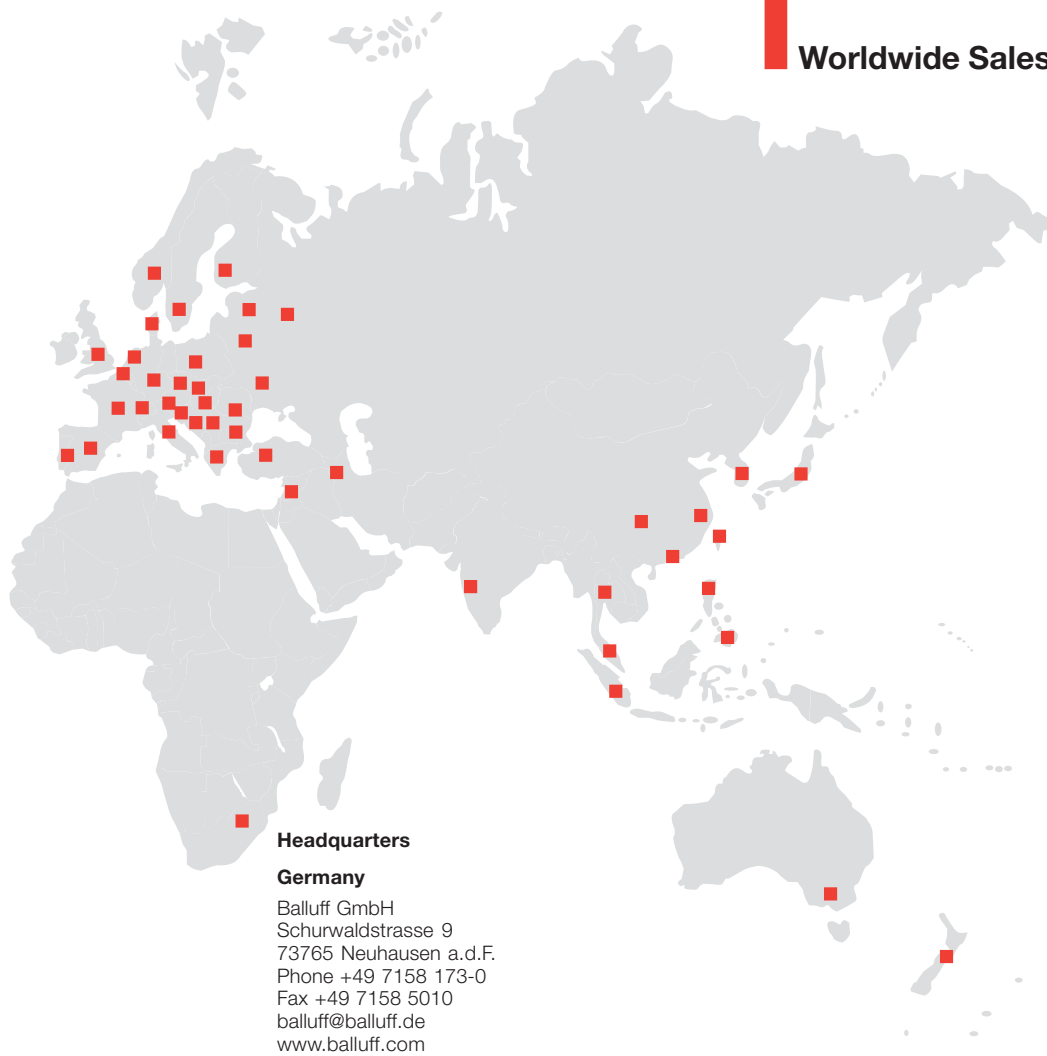 Worldwide Sales
Headquarters
Germany
Balluff GmbH
Schurwaldstrasse 9
73765 Neuhausen a.d.F.
Phone +49 7158 173-0
Fax +49 7158 5010
balluff@balluff.de
www.balluff.com